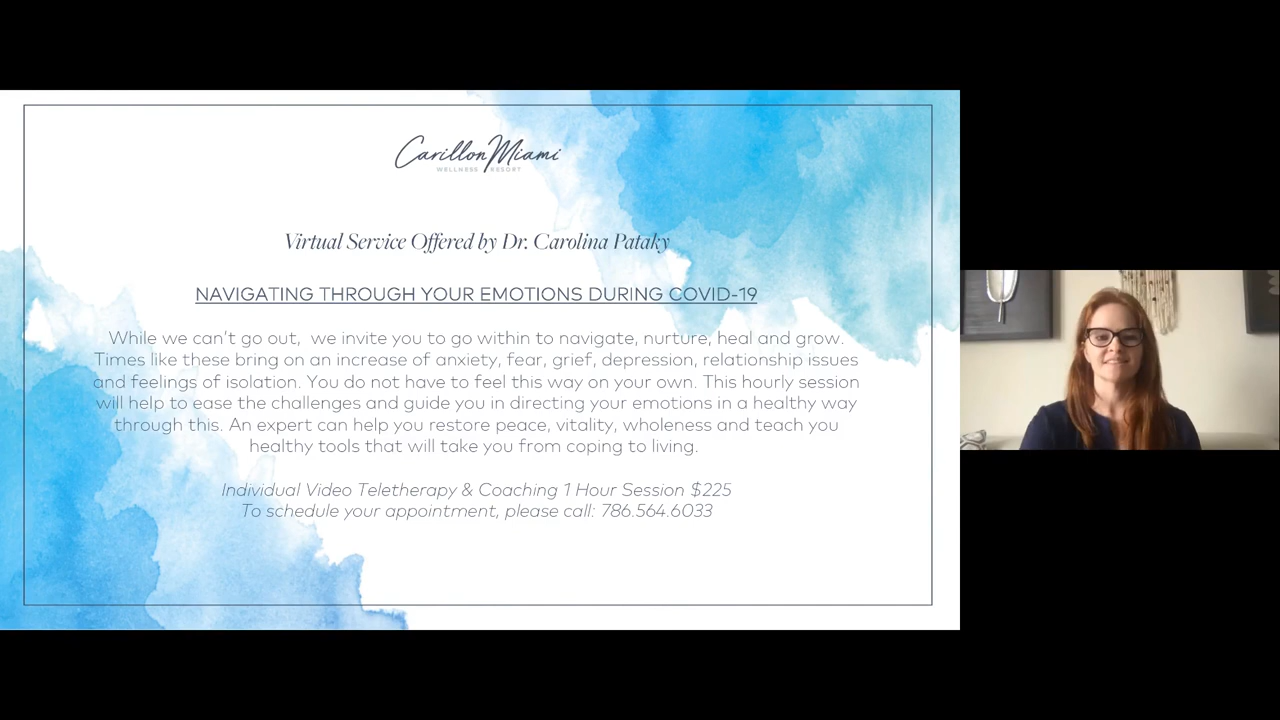 Carillon Miami
WELLNESS RESORT
Virtual Service Offered by Dr. Carolina Pataky
NAVIGATING THROUGH YOUR EMOTIONS DURING COVID-19
While we can't go out,  we invite you to go within to navigate, nurture, heal and grow.
Times like these bring on an increase of anxiety, fear, grief, depression, relationship issues
and feelings of isolation. You do not have to feel this way on your own. This hourly session
will help to ease the challenges and guide you in directing your emotions in a healthy way
through this. An expert can help you restore peace, vitality, wholeness and teach you
healthy tools that will take you from coping to living.
Individual Video Teletherapy & Coaching 1 Hour Session $225
To schedule your appointment, please call: 786.564.6033